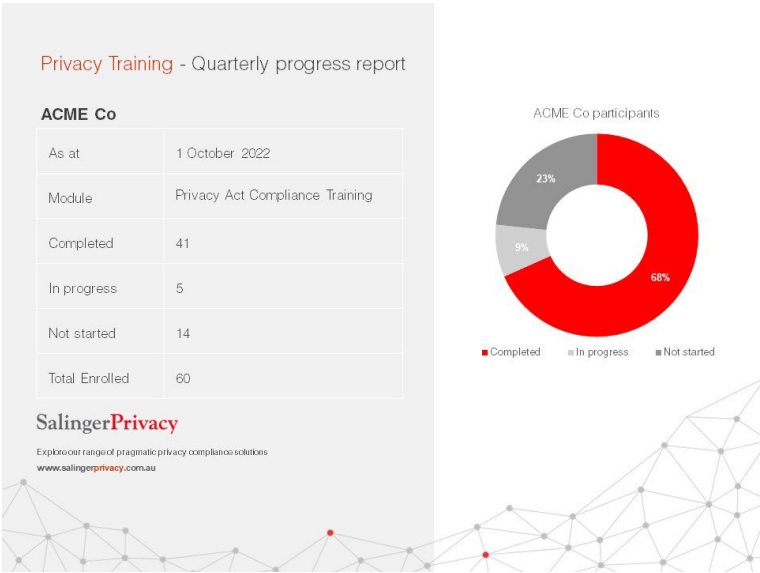 Privacy Training - Quarterly progress report
ACME Co
As at 1 October 2022
Module Privacy Act Compliance Training
Completed 41
In progress 5
Not started 14
Total Enrolled 60
SalingerPrivacy
Explore our range of pragmatic privacy compliance solutions
www.salingerprivacy.com.au
ACME Co participants
23%
9%
68%
Completed In progress Not started